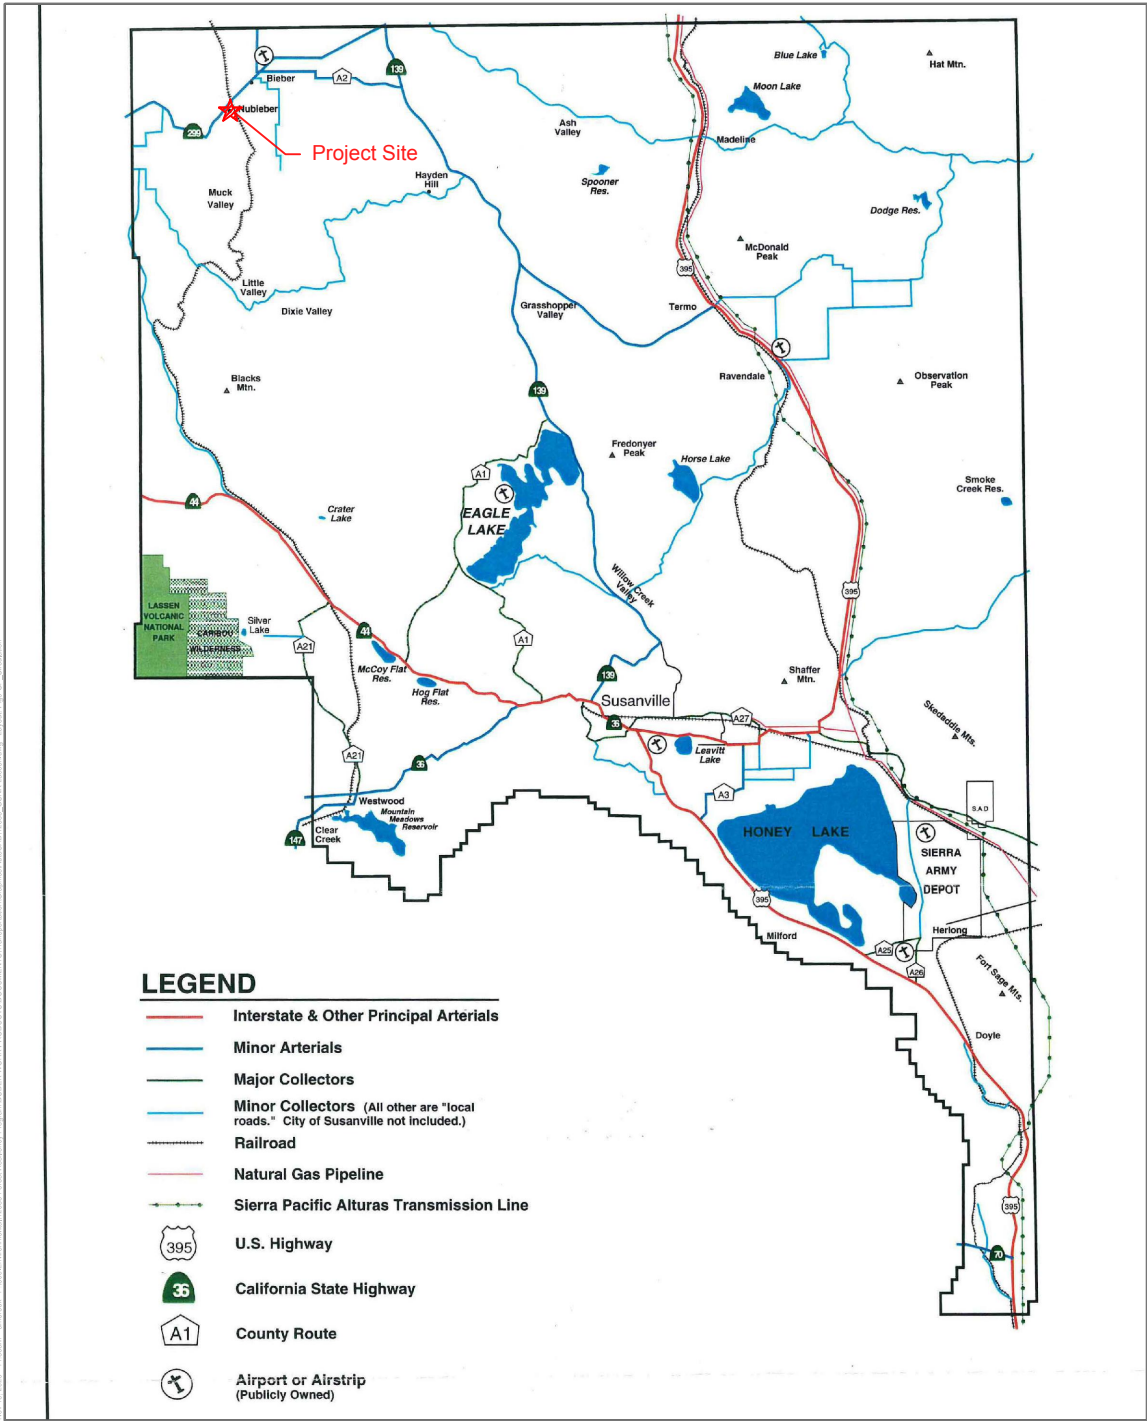 Blue Lake
Hat Mtn.
139
Bieber
A2
Moon Lake
Nubieber
299
Project Site
Ash
Valley
Madeline
Hayden
Hill
Spooner
Res.
Muck
Valley
Dodge Res.
McDonald
Peak
395
Little
Valley
Dixie Valley
Grasshopper
Valley
Termo
Ravendale
Observation
Peak
Blacks
Mtn.
139
Fredonyer
Peak
Horse Lake
A1
Smoke
Creek Res.
44
Crater
Lake
EAGLE
LAKE
Willow Creek
Valley
395
LASSEN
VOLCANIC
NATIONAL
PARK
CARIBOU
WILDERNESS
Silver
Lake
A21
44
A1
McCoy Flat
Res.
Hog Flat
Res.
139
Shaffer
Mtn.
Susanville
36
A27
Skedaddle Mts.
Leavitt
Lake
A21
36
A3
S.A.D
Westwood
Mountain
Meadows
Reservoir
Clear
Creek
147
HONEY LAKE
SIERRA
ARMY
DEPOT
395
Milford
Herlong
A25
A26
Fort Sage Mts.
Doyle
395
70
LEGEND
Interstate & Other Principal Arterials
Minor Arterials
Major Collectors
Minor Collectors (All other are "local
roads." City of Susanville not included.)
Railroad
Natural Gas Pipeline
Sierra Pacific Alturas Transmission Line
395 U.S. Highway
36 California State Highway
A1 County Route
Airport or Airstrip
(Publicly Owned)